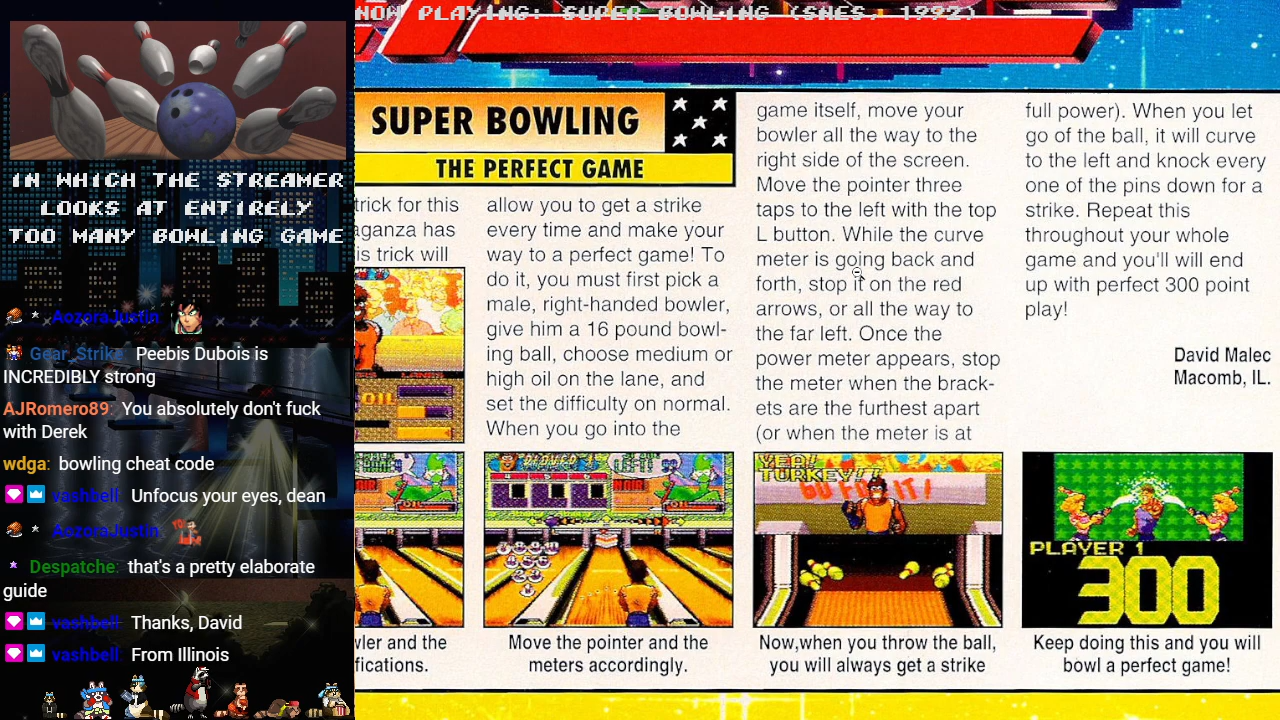 NOW PLAYING: SUPER BOWLING (SNES, 1992)
IN WHICH THE STREAMER
LOOKS AT ENTIRELY
TOO MANY BOWLING GAME
AozoraJustin
Gear_Strike: Peebis Dubois is
INCREDIBLY strong
AJRomero89: You absolutely don't fuck
with Derek
wdga: bowling cheat code
vashbell: Unfocus your eyes, dean
AozoraJustin
Despatche: that's a pretty elaborate
guide
vashbell: Thanks, David
vashbell: From Illinois
SUPER BOWLING
THE PERFECT GAME
trick for this
aganza has
is trick will
allow you to get a strike
every time and make your
way to a perfect game! To
do it, you must first pick a
male, right-handed bowler,
give him a 16 pound bowl-
ing ball, choose medium or
high oil on the lane, and
set the difficulty on normal.
When you go into the
game itself, move your
bowler all the way to the
right side of the screen.
Move the pointer three
taps to the left with the top
L button. While the curve
meter is going back and
forth, stop it on the red
arrows, or all the way to
the far left. Once the
power meter appears, stop
the meter when the brack-
ets are the furthest apart
(or when the meter is at
full power). When you let
go of the ball, it will curve
to the left and knock every
one of the pins down for a
strike. Repeat this
throughout your whole
game and you'll will end
up with perfect 300 point
play!
David Malec
Macomb, IL.
OIL
YEA!
TURKEY!!
PLAYER 1
300
wler and the
fications.
Move the pointer and the
meters accordingly.
Now,when you throw the ball,
you will always get a strike
Keep doing this and you will
bowl a perfect game!